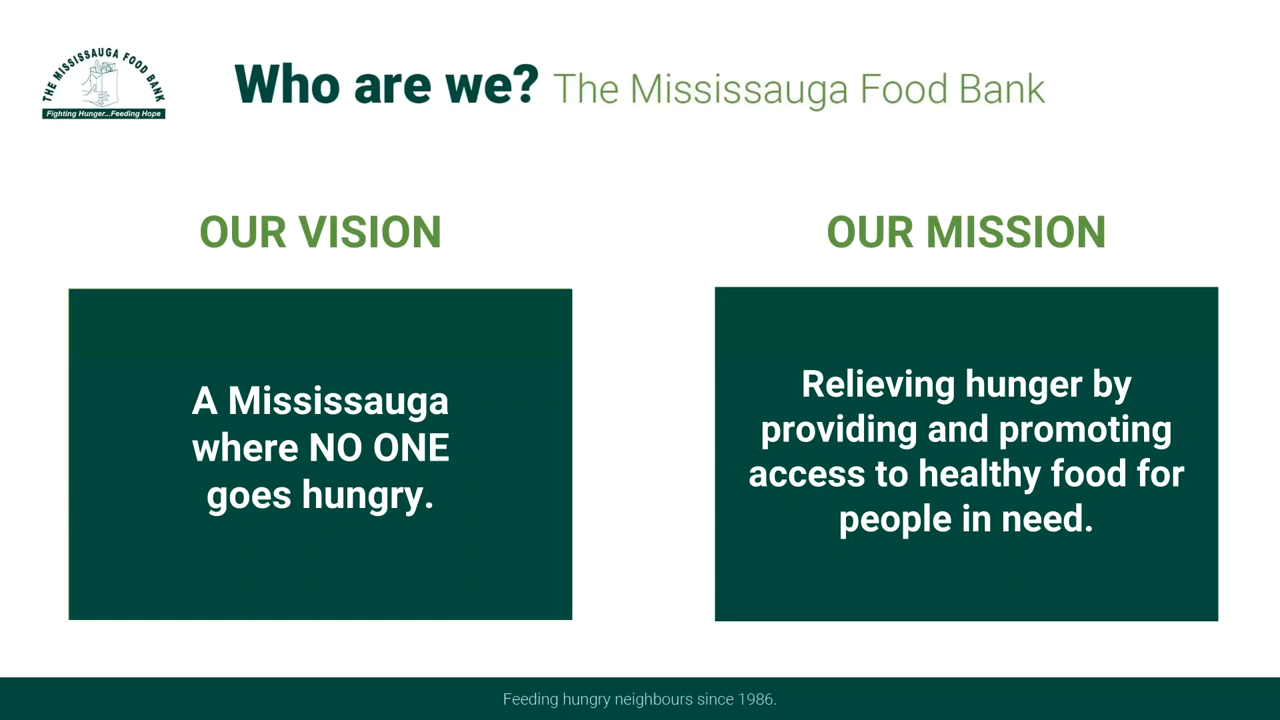 THE MISSISSAUGA FOOD BANK
Fighting Hunger...Feeding Hope
Who are we? The Mississauga Food Bank
OUR VISION
A Mississauga
where NO ONE
goes hungry.
OUR MISSION
Relieving hunger by
providing and promoting
access to healthy food for
people in need.
Feeding hungry neighbours since 1986.